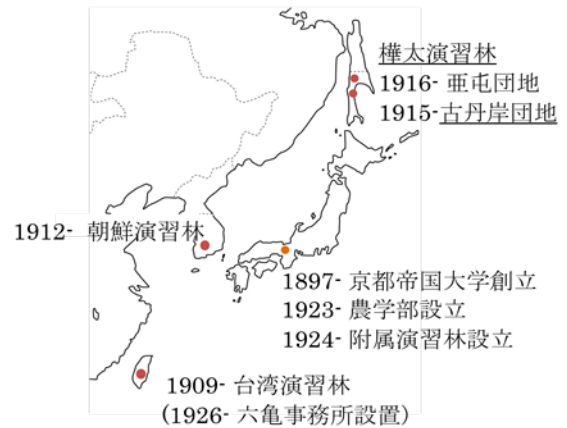 樺太演習林
1916- 亜屯団地
1915-古丹岸団地
1912- 朝鮮演習林
1897- 京都帝国大学創立
1923- 農学部設立
1924- 附属演習林設立
1909- 台湾演習林
(1926- 六亀事務所設置)